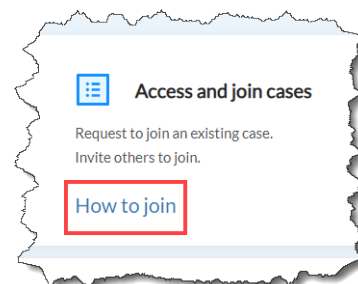 Access and join cases
Request to join an existing case.
Invite others to join.
How to join